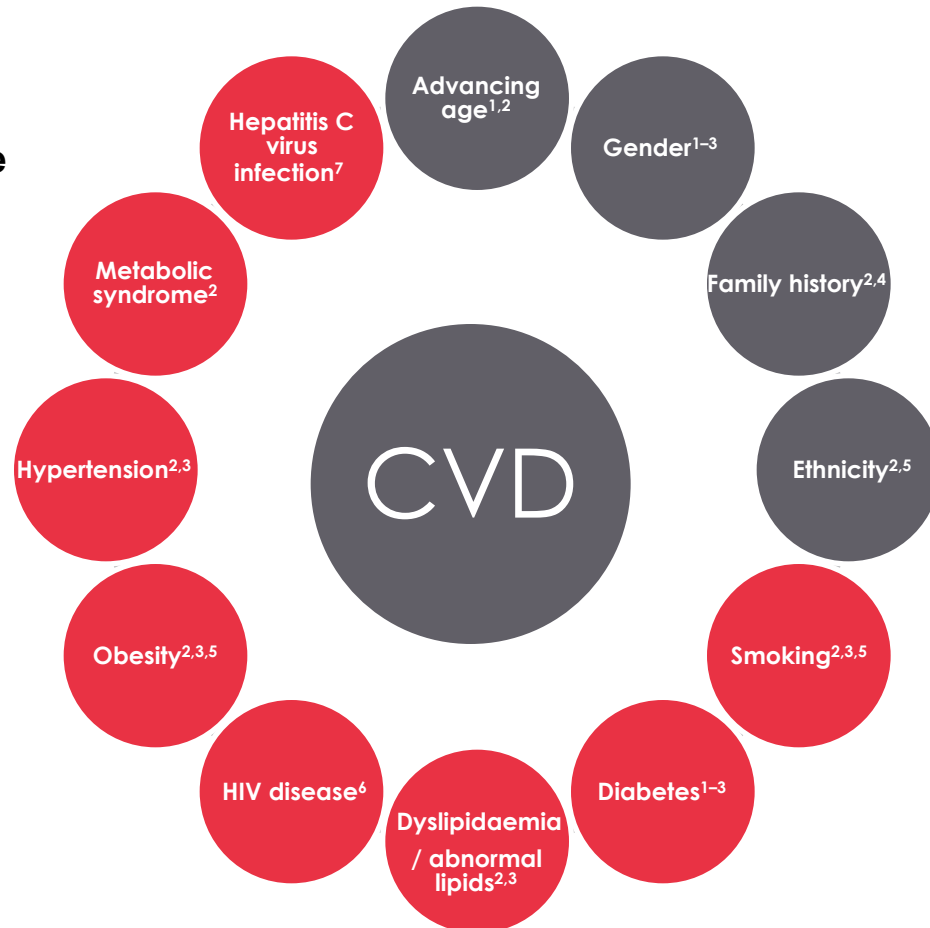 Advancing
age1,2
Gender1–3
Family history2,4
Ethnicity2,5
Smoking2,3,5
Diabetes1–3
Dyslipidaemia
/ abnormal
lipids2,3
HIV disease6
Obesity2,3,5
Hypertension2,3
Metabolic
syndrome2
Hepatitis C
virus
infection7
e
CVD